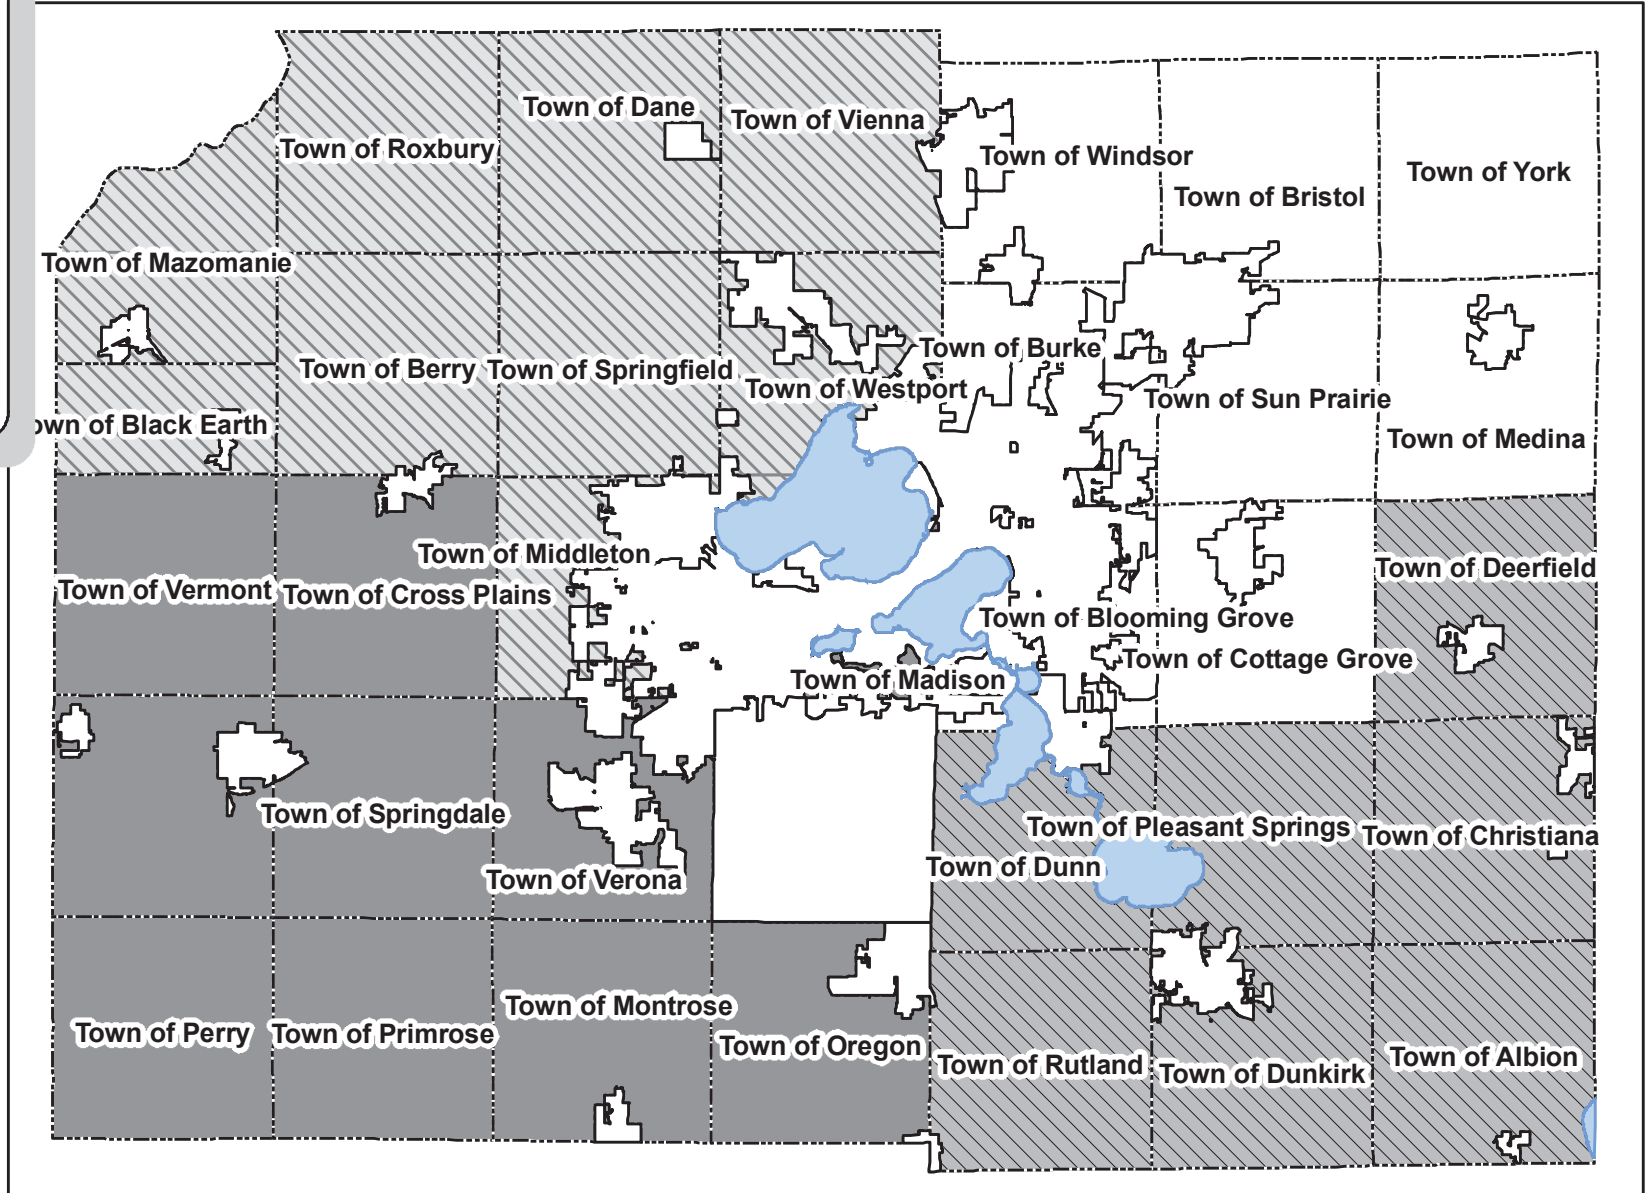 Town of Dane
Town of Vienna
Town of Roxbury
Town of Windsor
Town of York
Town of Bristol
Town of Mazomanie
Town of Burke
Town of Berry
Town of Springfield
Town of Westport
Town of Sun Prairie
own of Black Earth
Town of Medina
Town of Middleton
Town of Deerfield
Town of Vermont
Town of Cross Plains
Town of Blooming Grove
Town of Cottage Grove
Town of Madison
Town of Springdale
Town of Pleasant Springs
Town of Christiana
Town of Dunn
Town of Verona
Town of Montrose
Town of Perry
Town of Primrose
Town of Oregon
Town of Rutland
Town of Dunkirk
Town of Albion